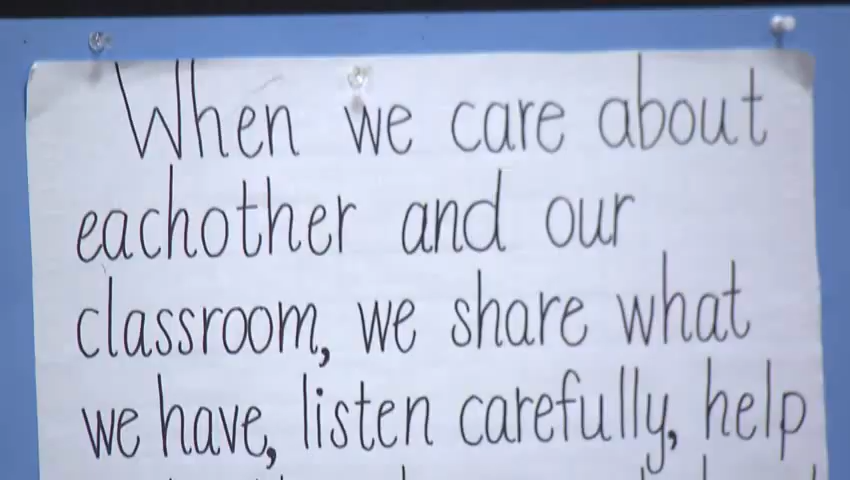 When we care about
eachother and our
classroom, we share what
we have, listen carefully, help